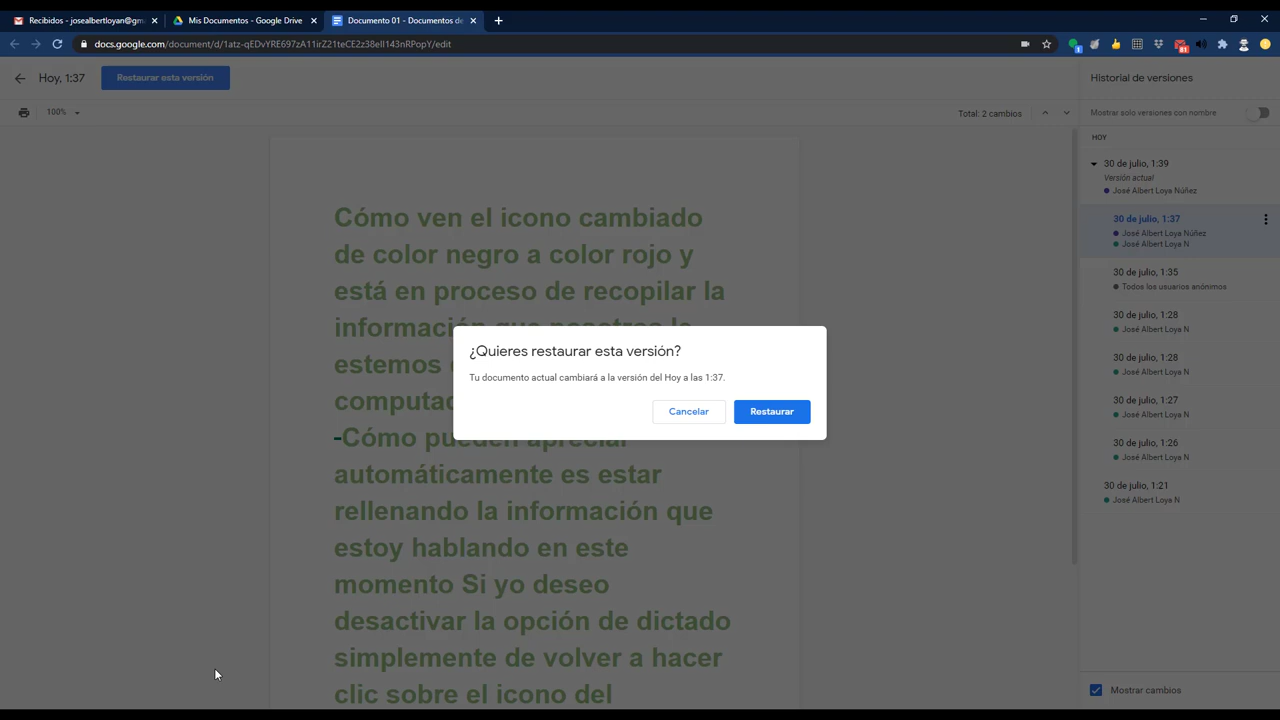 Recibidos - josealbertloyan@gm
Mis Documentos - Google Drive
Documento 01 - Documentos de
docs.google.com/document/d/1atz-qEDvYRE697zA11irZ21teCE2z38eII143nRPopY/edit
Hoy, 1:37
Restaurar esta versión
Historial de versiones
100%
Total: 2 cambios
Mostrar solo versiones con nombre
HOY
30 de julio, 1:39
Versión actual
José Albert Loya Núñez
30 de julio, 1:37
José Albert Loya Núñez
José Albert Loya N
30 de julio, 1:35
Todos los usuarios anónimos
30 de julio, 1:28
José Albert Loya N
30 de julio, 1:28
José Albert Loya N
30 de julio, 1:27
José Albert Loya N
30 de julio, 1:26
José Albert Loya N
30 de julio, 1:21
José Albert Loya N
Mostrar cambios
Cómo ven el icono cambiado
de color negro a color rojo y
está en proceso de recopilar la
información que nosotros le
estemos
computad
-Cómo pueden apreciar
automáticamente es estar
rellenando la información que
estoy hablando en este
momento Si yo deseo
desactivar la opción de dictado
simplemente de volver a hacer
clic sobre el icono del
¿Quieres restaurar esta versión?
Tu documento actual cambiará a la versión del Hoy a las 1:37.
Cancelar
Restaurar